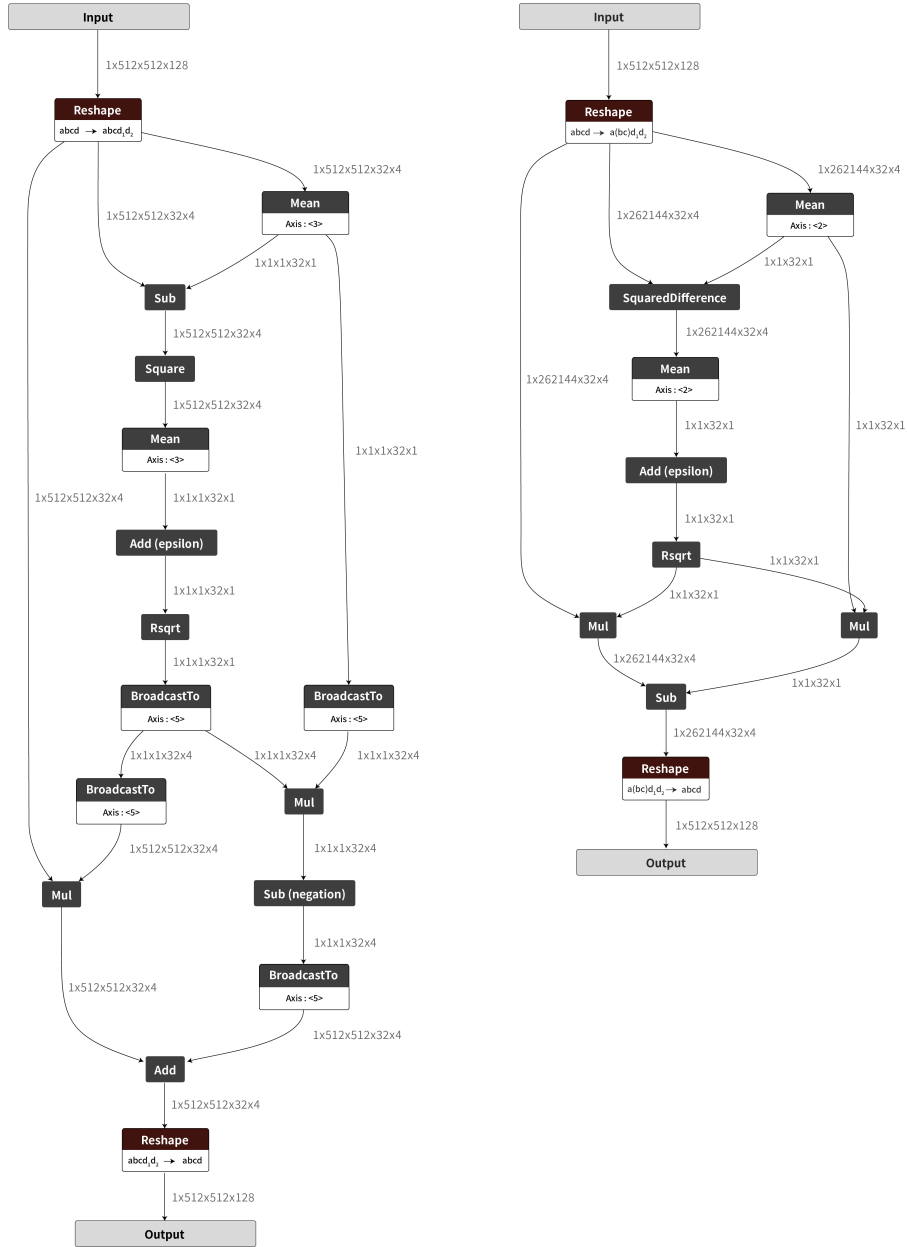 Input
1x512x512x128
Reshape
abcd → abcd₁d₂
1x512x512x32x4
1x512x512x32x4
Mean
Axis : <3>
1x1x1x32x1
Sub
1x512x512x32x4
Square
1x512x512x32x4
Mean
Axis : <3>
1x1x1x32x1
1x512x512x32x4
1x1x1x32x1
Add (epsilon)
1x1x1x32x1
Rsqrt
1x1x1x32x1
BroadcastTo
Axis : <5>
BroadcastTo
Axis : <5>
1x1x1x32x4
1x1x1x32x4
1x1x1x32x4
BroadcastTo
Axis : <5>
Mul
1x512x512x32x4
1x1x1x32x4
Mul
Sub (negation)
1x1x1x32x4
BroadcastTo
Axis : <5>
1x512x512x32x4
1x512x512x32x4
Add
1x512x512x32x4
Reshape
abcd₁d₂ → abcd
1x512x512x128
Output
Input
1x512x512x128
Reshape
abcd → a(bc)d₁d₂
1x262144x32x4
1x262144x32x4
Mean
Axis : <2>
1x1x32x1
SquaredDifference
1x262144x32x4
Mean
Axis : <2>
1x262144x32x4
1x1x32x1
1x1x32x1
Add (epsilon)
1x1x32x1
Rsqrt
1x1x32x1
1x1x32x1
Mul
Mul
1x262144x32x4
1x1x32x1
Sub
1x262144x32x4
Reshape
a(bc)d₁d₂ → abcd
1x512x512x128
Output